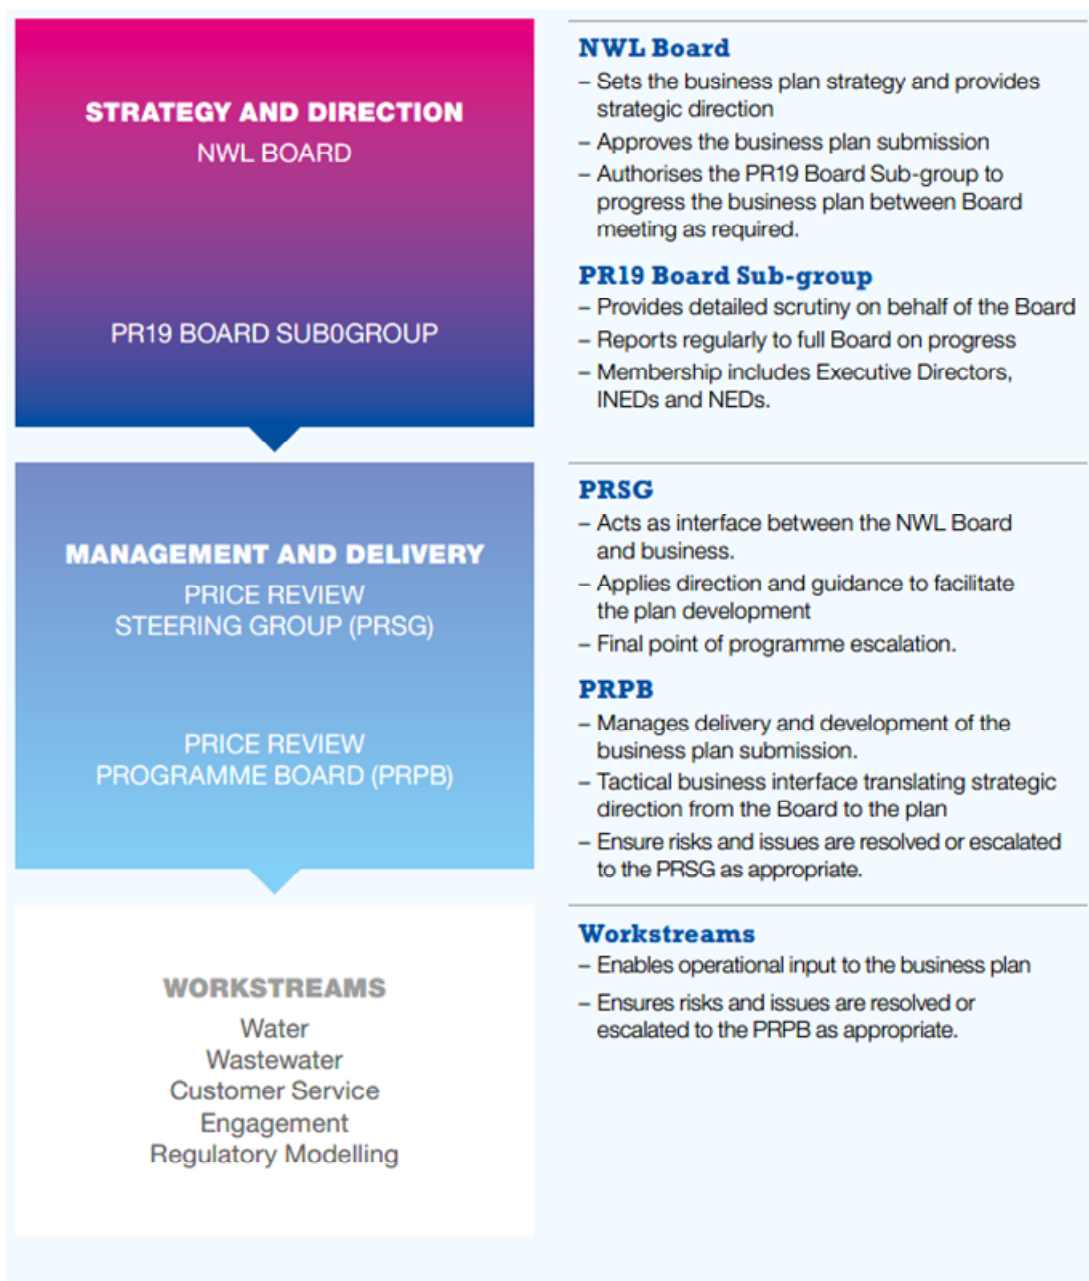 STRATEGY AND DIRECTION
NWL BOARD
PR19 BOARD SUB0GROUP
NWL Board
– Sets the business plan strategy and provides
strategic direction
– Approves the business plan submission
– Authorises the PR19 Board Sub-group to
progress the business plan between Board
meeting as required.
PR19 Board Sub-group
– Provides detailed scrutiny on behalf of the Board
– Reports regularly to full Board on progress
– Membership includes Executive Directors,
INEDs and NEDs.
MANAGEMENT AND DELIVERY
PRICE REVIEW
STEERING GROUP (PRSG)
PRICE REVIEW
PROGRAMME BOARD (PRPB)
PRSG
– Acts as interface between the NWL Board
and business.
– Applies direction and guidance to facilitate
the plan development
– Final point of programme escalation.
PRPB
– Manages delivery and development of the
business plan submission.
– Tactical business interface translating strategic
direction from the Board to the plan
– Ensure risks and issues are resolved or escalated
to the PRSG as appropriate.
WORKSTREAMS
Water
Wastewater
Customer Service
Engagement
Regulatory Modelling
Workstreams
– Enables operational input to the business plan
– Ensures risks and issues are resolved or
escalated to the PRPB as appropriate.